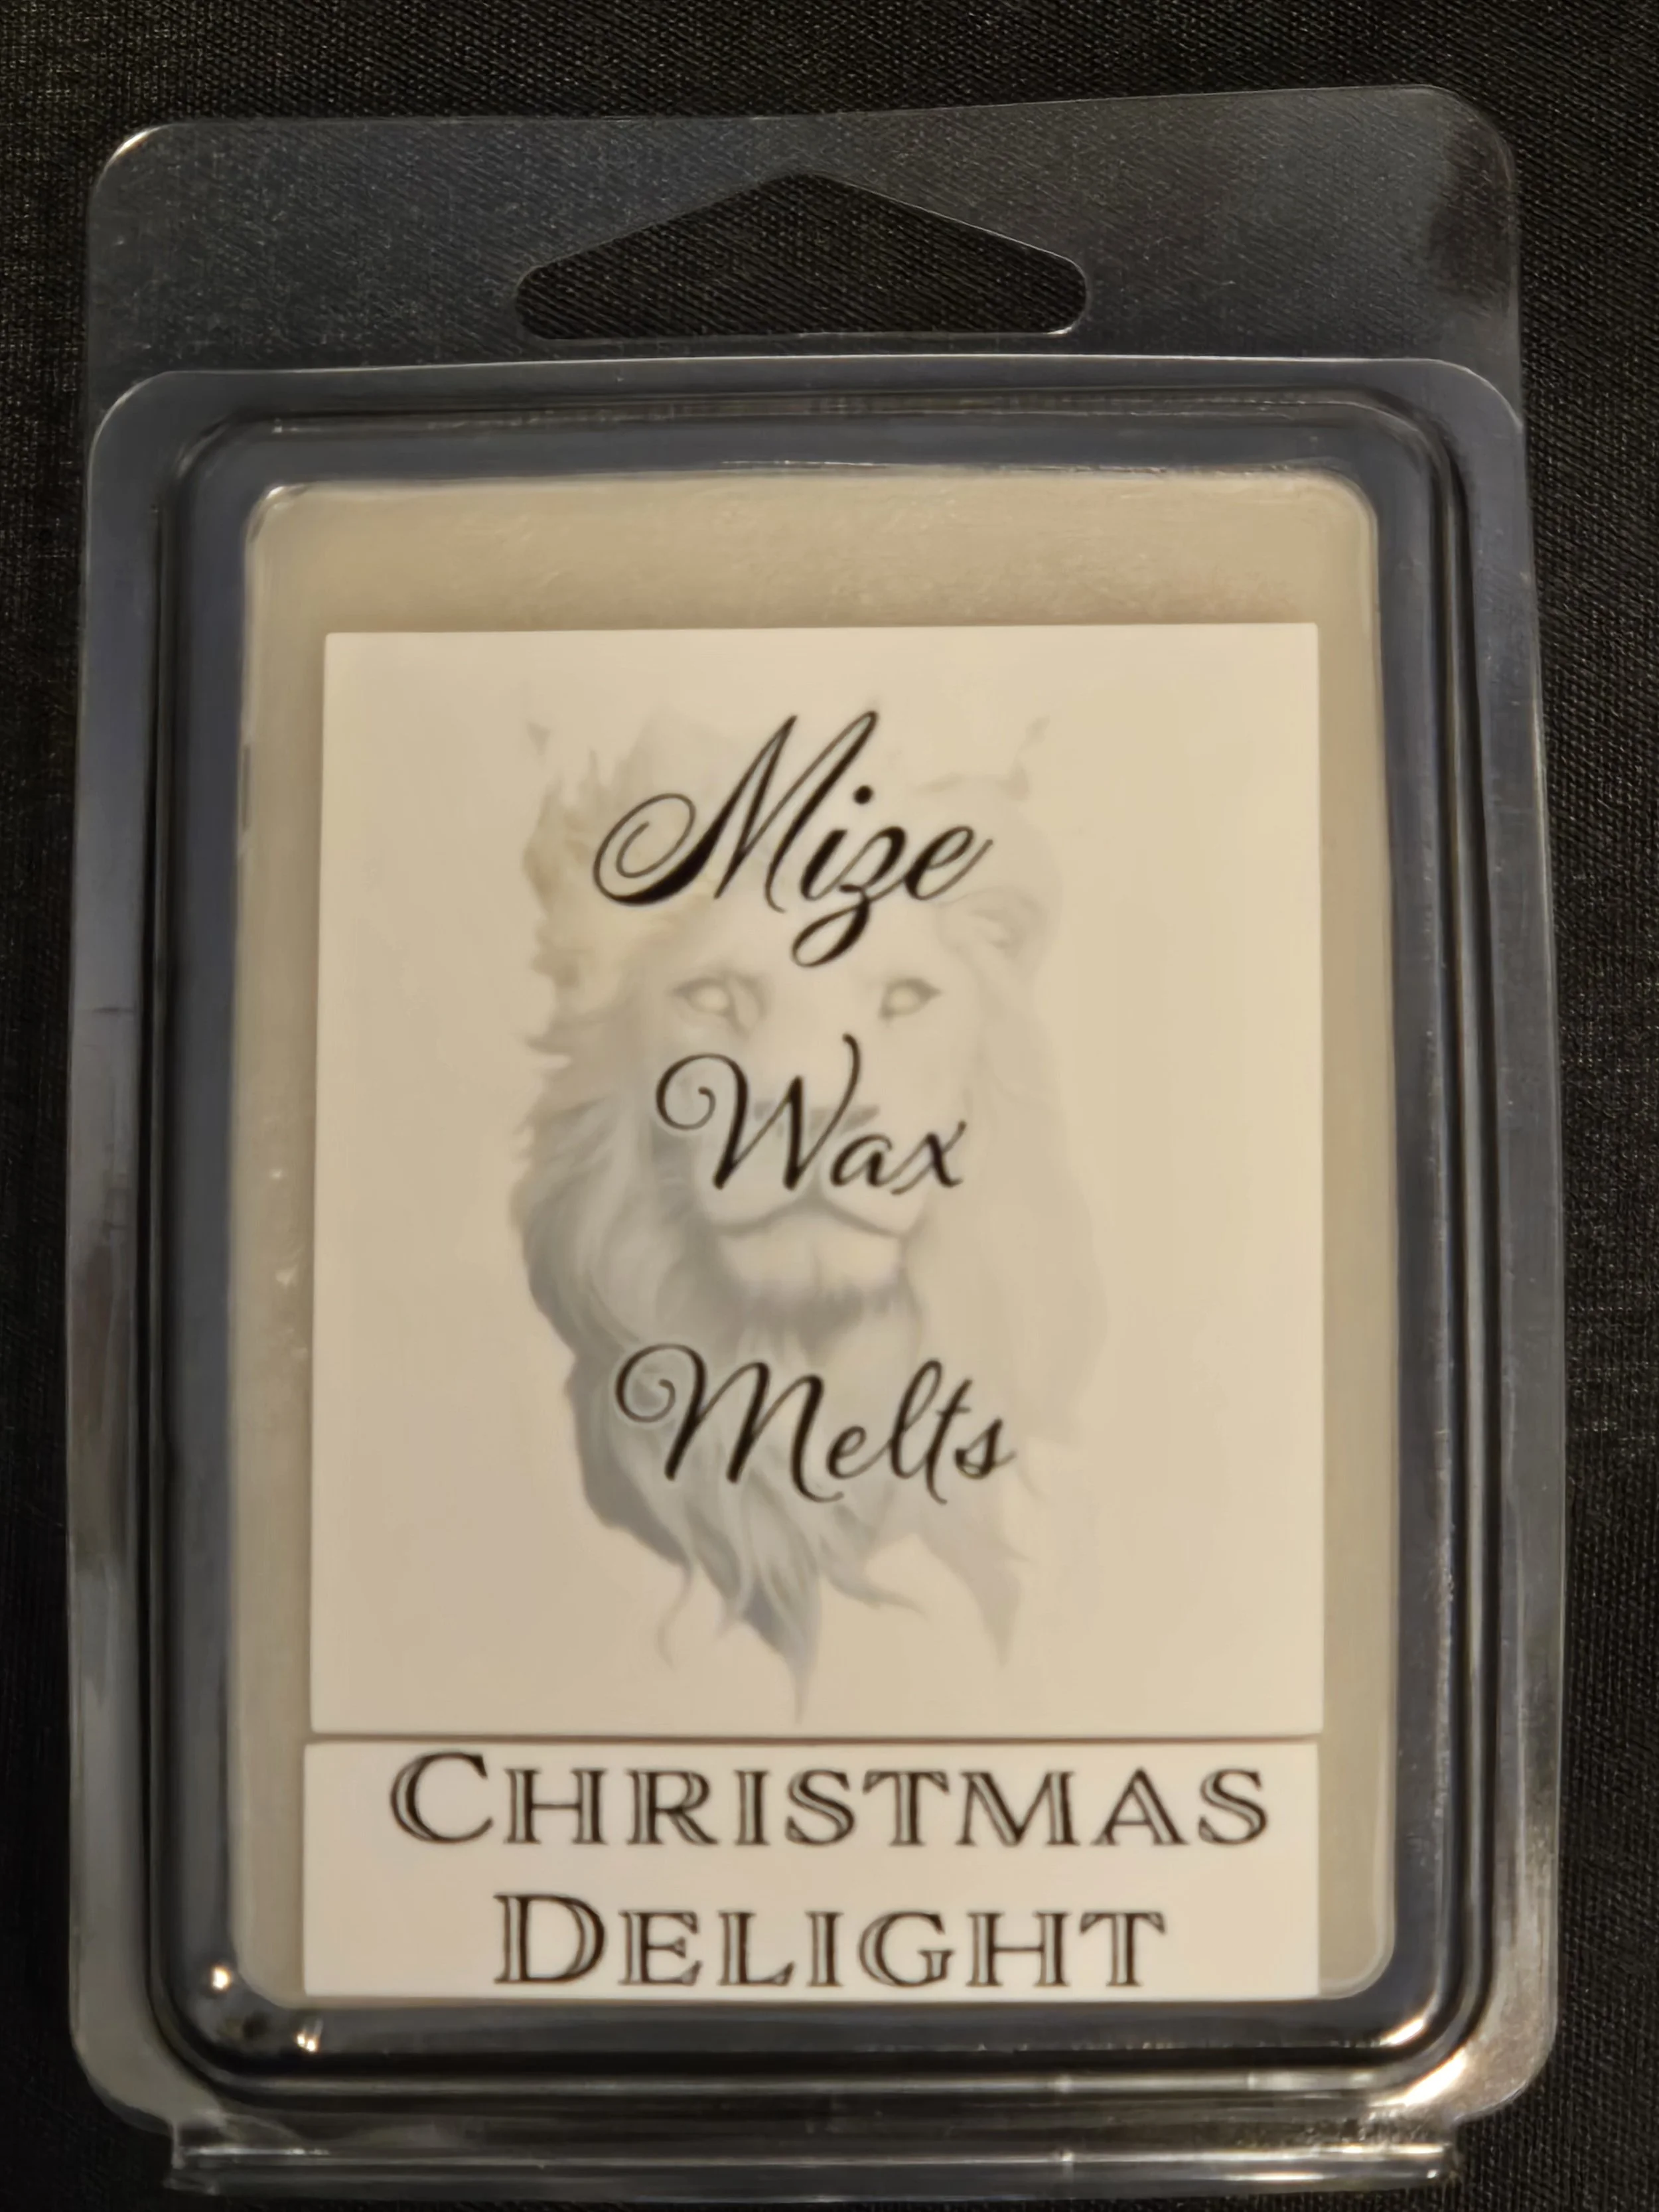 Mize
Wax
Melts
CHRISTMAS
DELIGHT